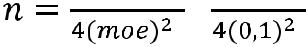 n = 4(moe)² 4(0,1)²